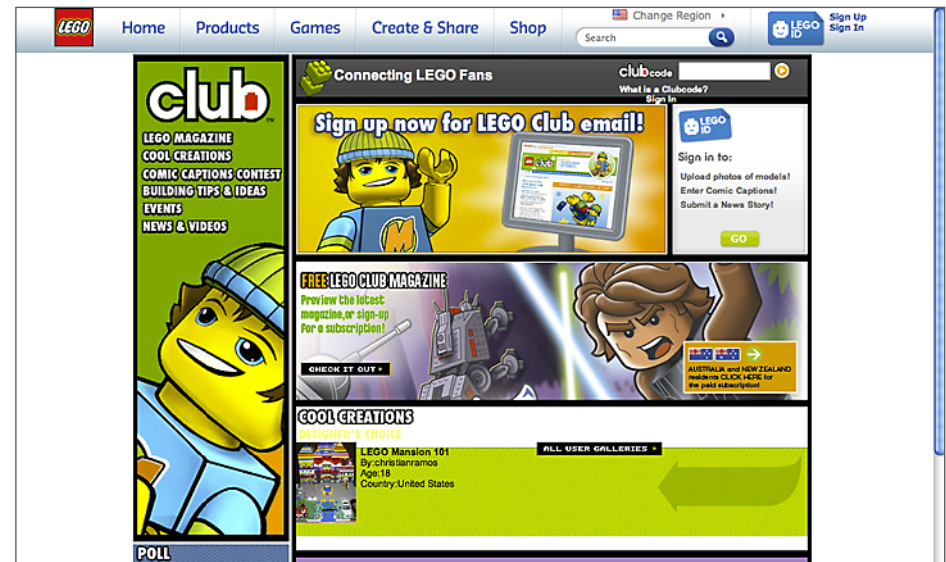 LEGO
Home Products Games Create & Share Shop
Change Region
Search
LEGO ID
Sign Up
Sign In
club
TM
LEGO MAGAZINE
COOL CREATIONS
COMIC CAPTIONS CONTEST
BUILDING TIPS & IDEAS
EVENTS
NEWS & VIDEOS
POLL
Connecting LEGO Fans
club code
What is a Clubcode?
Sign In
Sign up now for LEGO Club email!
club
M
LEGO
ID
Sign in to:
Upload photos of models!
Enter Comic Captions!
Submit a News Story!
GO
FREE LEGO CLUB MAGAZINE
Preview the latest
magazine,or sign-up
for a subscription!
CHECK IT OUT
AUSTRALIA and NEW ZEALAND
residents CLICK HERE for
the paid subscription!
COOL CREATIONS
DESIGNER'S CHOICE
LEGO Mansion 101
By:christianramos
Age:18
Country:United States
ALL USER GALLERIES